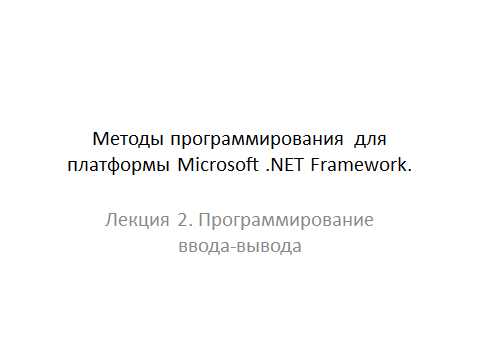 Методы программирования для
платформы Microsoft .NET Framework.
Лекция 2. Программирование
ввода-вывода